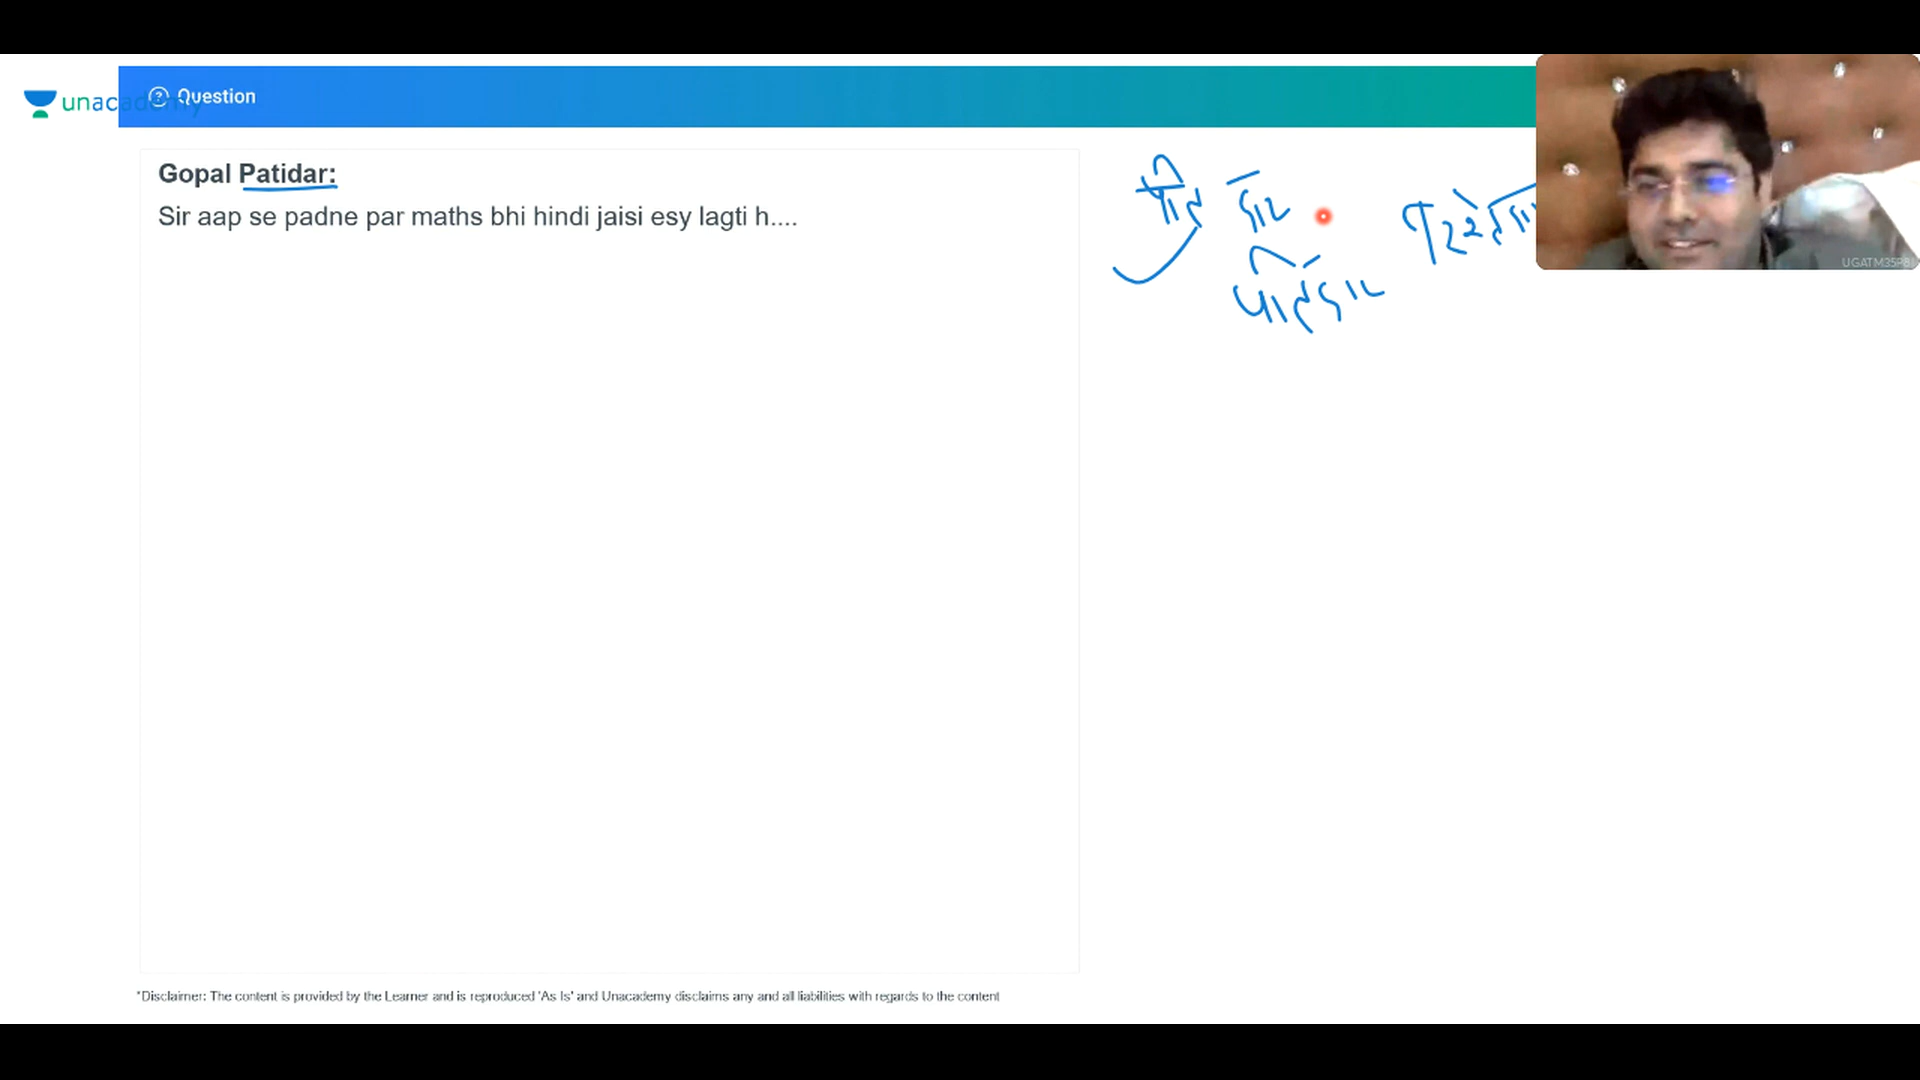 unacademy
Question
Gopal Patidar:
Sir aap se padne par maths bhi hindi jaisi esy lagti h....
UGATM35P8I
*Disclaimer: The content is provided by the Learner and is reproduced 'As Is' and Unacademy disclaims any and all liabilities with regards to the content